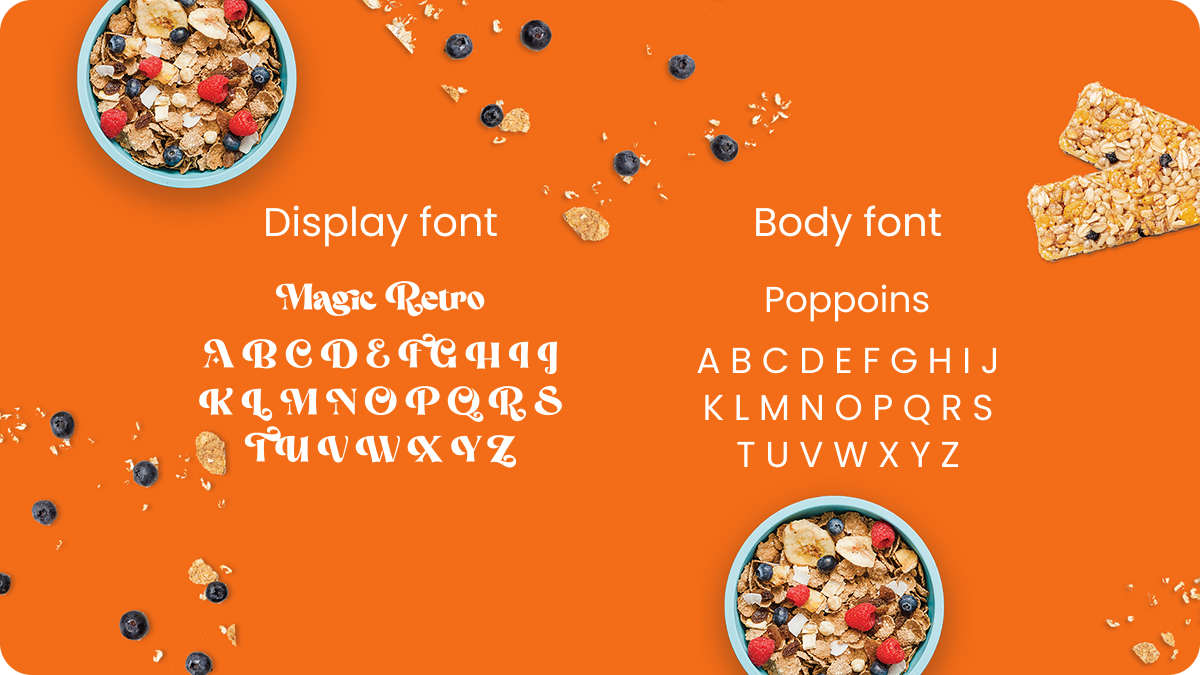 Display font
Magic Retro
A B C D E F G H I J
K L M N O P Q R S
T U V W X Y Z
Body font
Poppoins
A B C D E F G H I J
K L M N O P Q R S
T U V W X Y Z